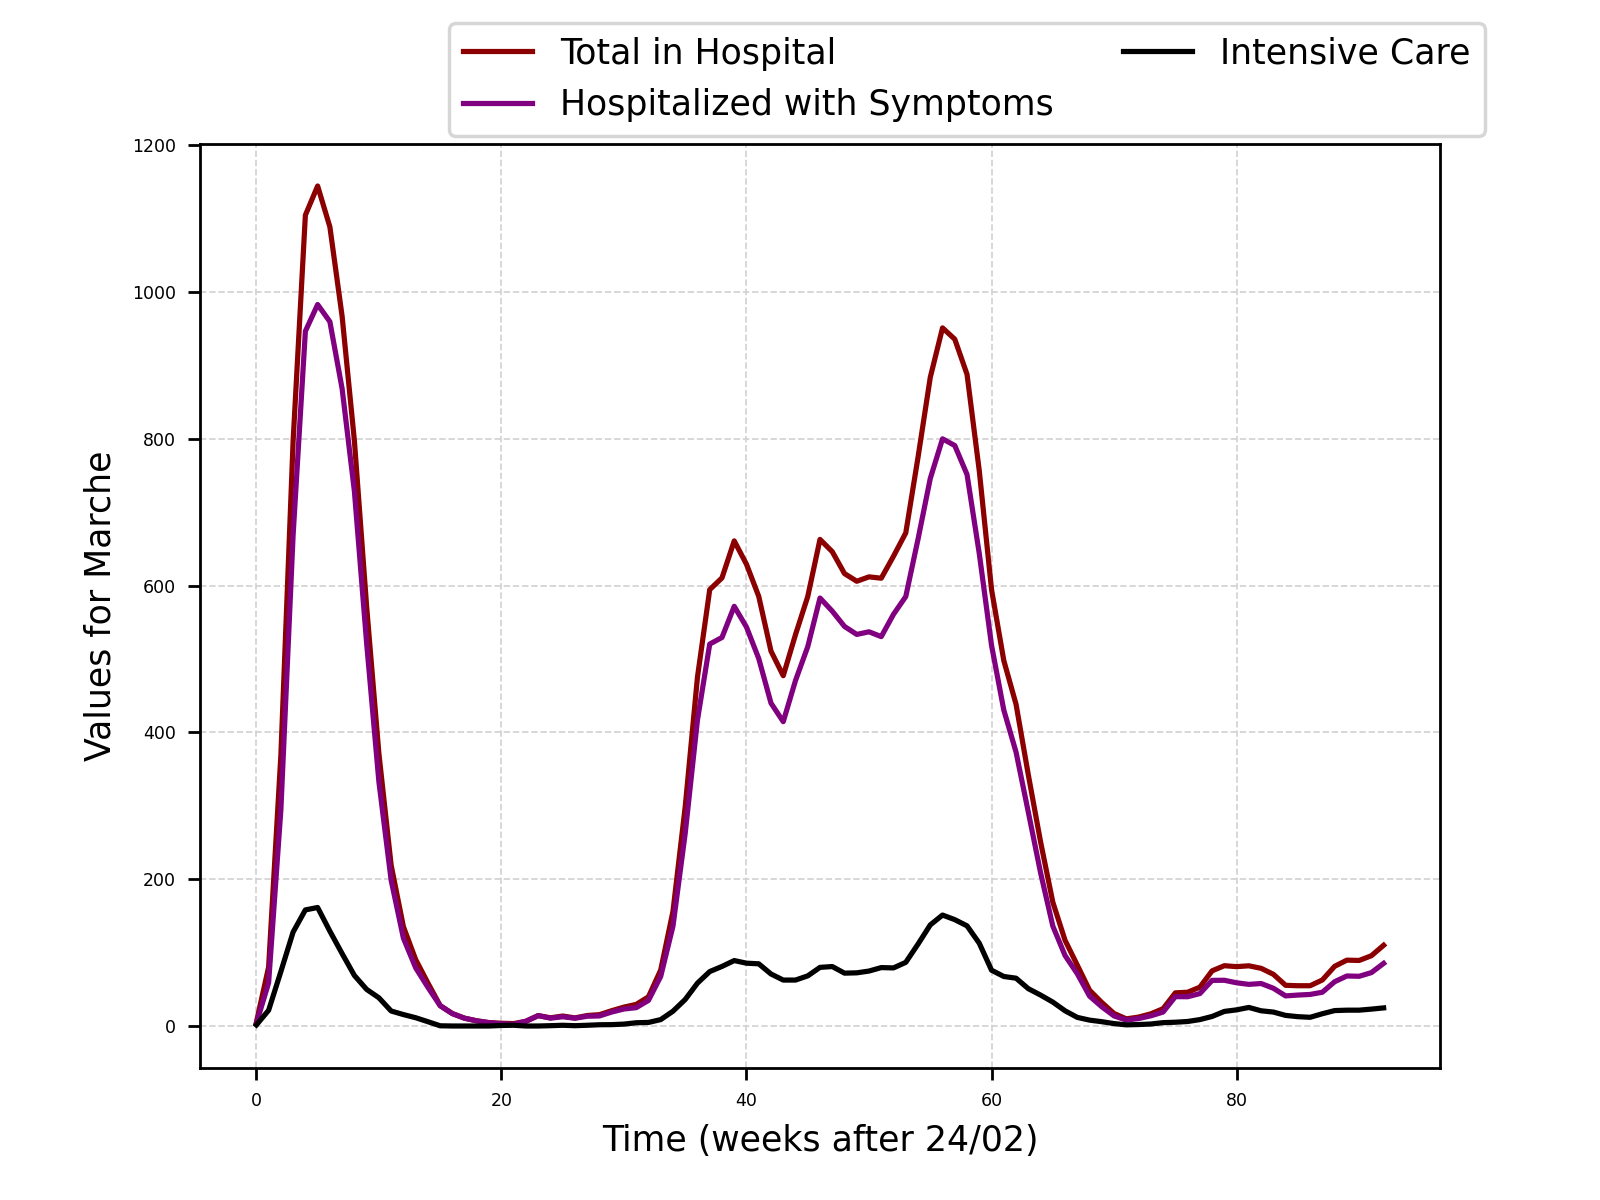 Total in Hospital
Hospitalized with Symptoms
Intensive Care
1200
1000
800
600
400
200
0
Values for Marche
0 20 40 60 80
Time (weeks after 24/02)